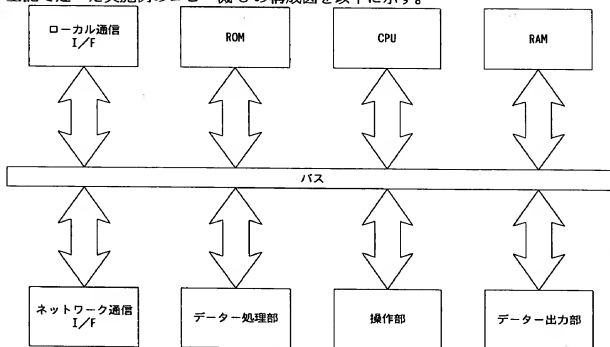 ローカル通信
I/F
ROM
CPU
RAM
バス
ネットワーク通信
I/F
データー処理部
操作部
データー出力部